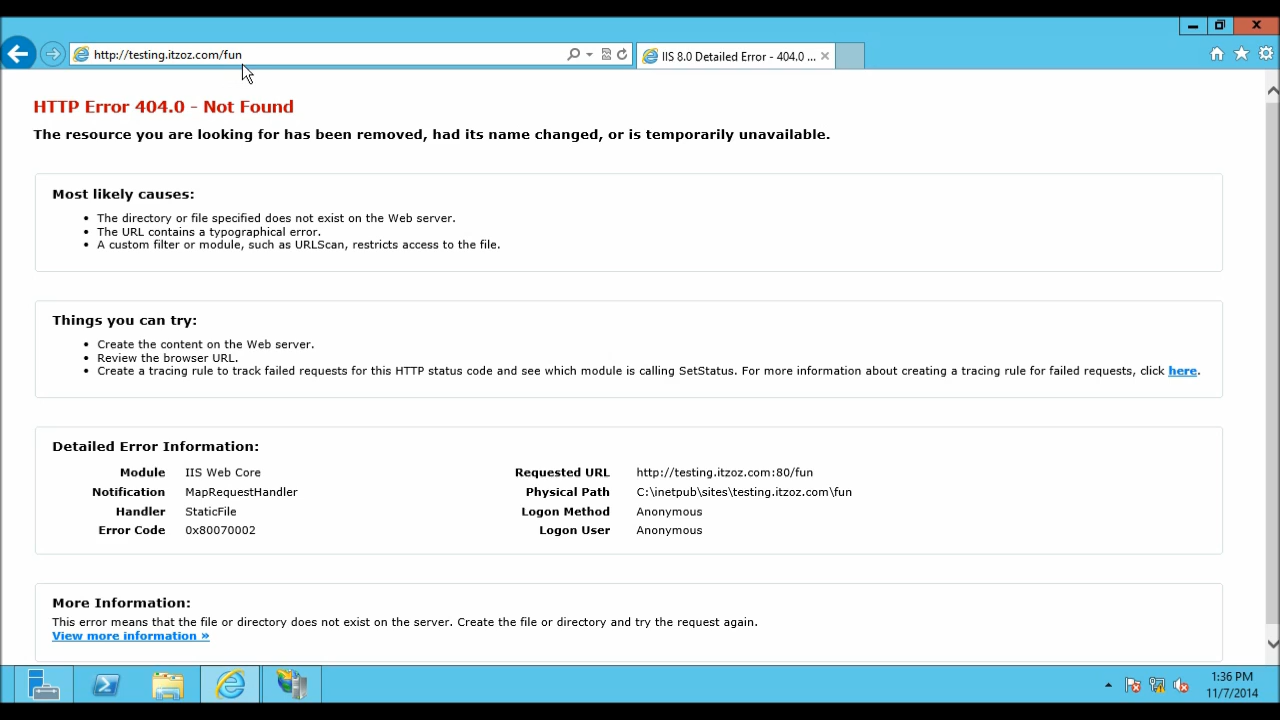 http://testing.itzoz.com/fun
IIS 8.0 Detailed Error - 404.0 ...
HTTP Error 404.0 - Not Found
The resource you are looking for has been removed, had its name changed, or is temporarily unavailable.
Most likely causes:
The directory or file specified does not exist on the Web server.
The URL contains a typographical error.
A custom filter or module, such as URLScan, restricts access to the file.
Things you can try:
Create the content on the Web server.
Review the browser URL.
Create a tracing rule to track failed requests for this HTTP status code and see which module is calling SetStatus. For more information about creating a tracing rule for failed requests, click here.
Detailed Error Information:
Module IIS Web Core
Notification MapRequestHandler
Handler StaticFile
Error Code 0x80070002
Requested URL http://testing.itzoz.com:80/fun
Physical Path C:\inetpub\sites\testing.itzoz.com\fun
Logon Method Anonymous
Logon User Anonymous
More Information:
This error means that the file or directory does not exist on the server. Create the file or directory and try the request again.
View more information »
1:36 PM
11/7/2014